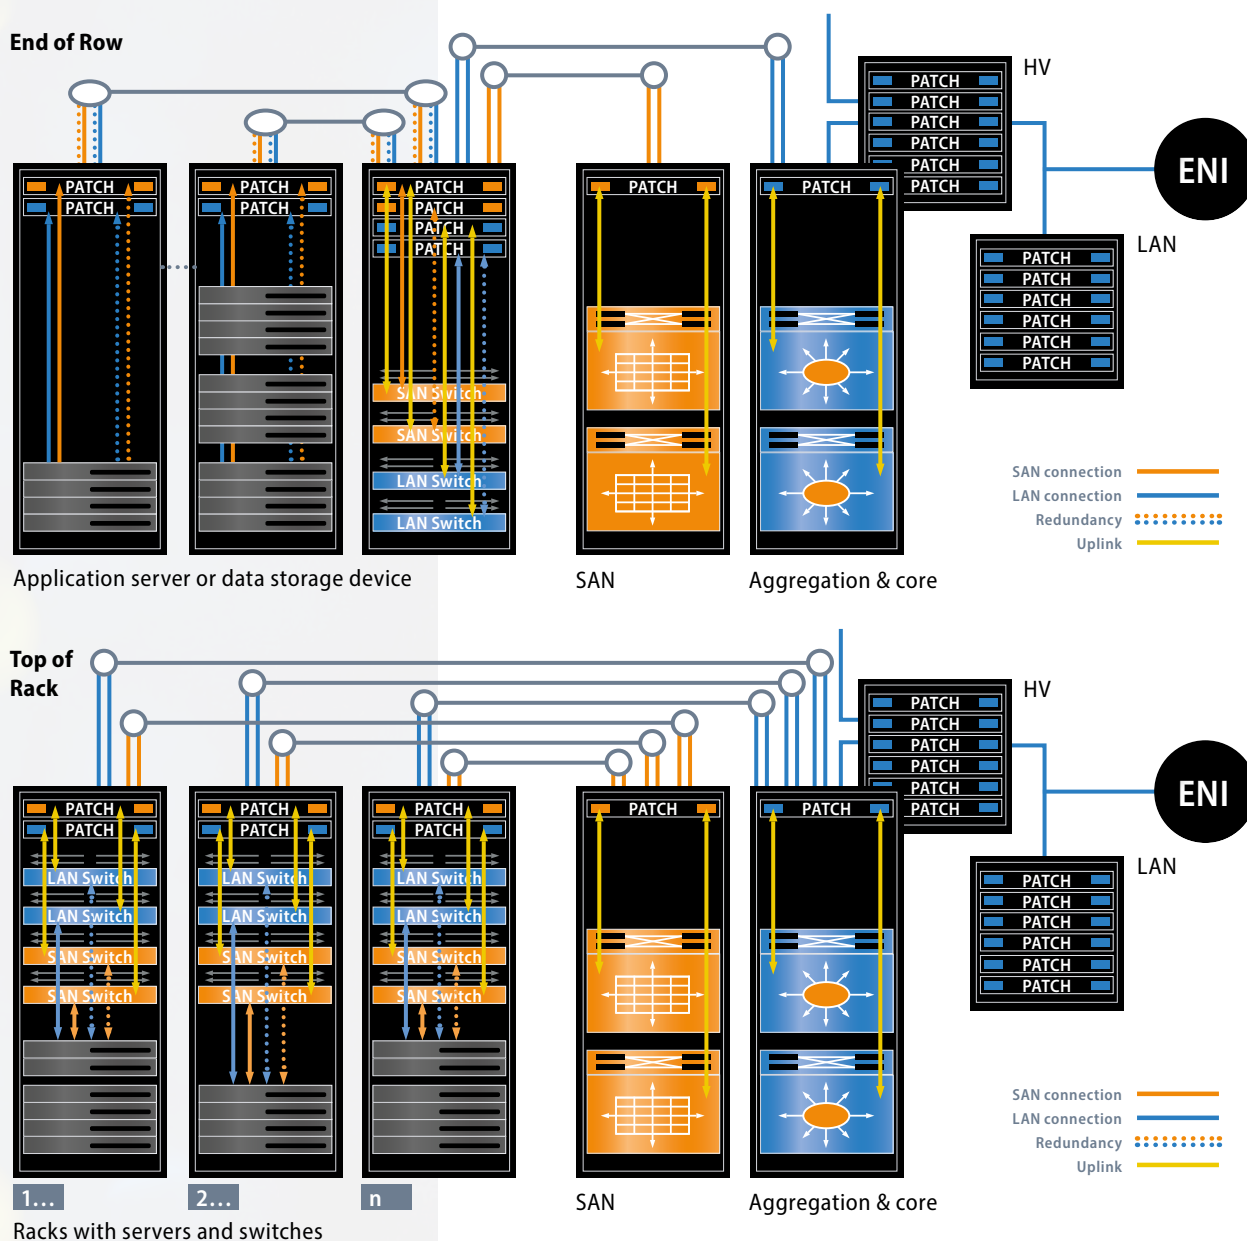 End of Row
HV
PATCH
PATCH
PATCH
PATCH
PATCH
PATCH
ENI
PATCH
PATCH
PATCH
PATCH
PATCH
PATCH
PATCH
PATCH
PATCH
PATCH
LAN
PATCH
PATCH
PATCH
PATCH
PATCH
PATCH
SAN Switch
SAN Switch
LAN Switch
LAN Switch
SAN connection
LAN connection
Redundancy
Uplink
Application server or data storage device
SAN
Aggregation & core
Top of
Rack
HV
PATCH
PATCH
PATCH
PATCH
PATCH
PATCH
ENI
PATCH
PATCH
PATCH
PATCH
PATCH
PATCH
PATCH
PATCH
LAN
PATCH
PATCH
PATCH
PATCH
PATCH
PATCH
LAN Switch
LAN Switch
SAN Switch
SAN Switch
LAN Switch
LAN Switch
SAN Switch
SAN Switch
LAN Switch
LAN Switch
SAN Switch
SAN Switch
SAN connection
LAN connection
Redundancy
Uplink
1...
2...
n
SAN
Aggregation & core
Racks with servers and switches